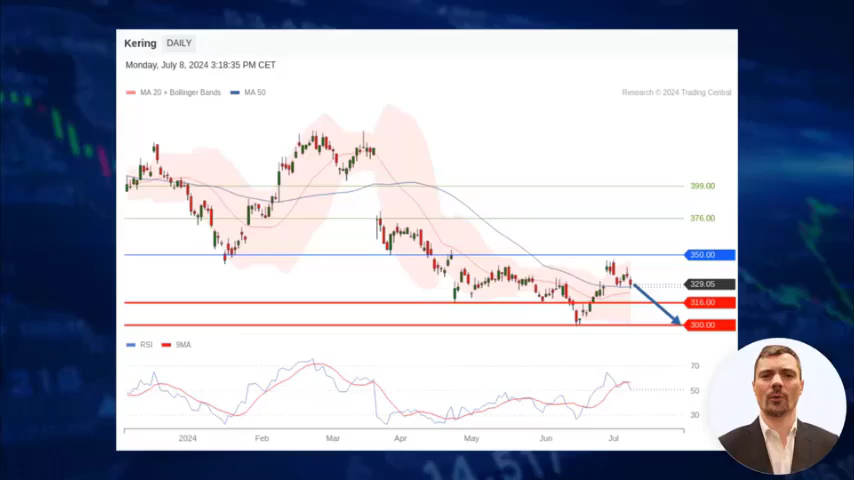 Kering DAILY
Monday, July 8, 2024 3:18:35 PM CET
MA 20 + Bollinger Bands MA 50
Research © 2024 Trading Central
399.00
376.00
350.00
329.05
316.00
300.00
RSI 9MA
70
50
30
2024 Feb Mar Apr May Jun Jul
14,517